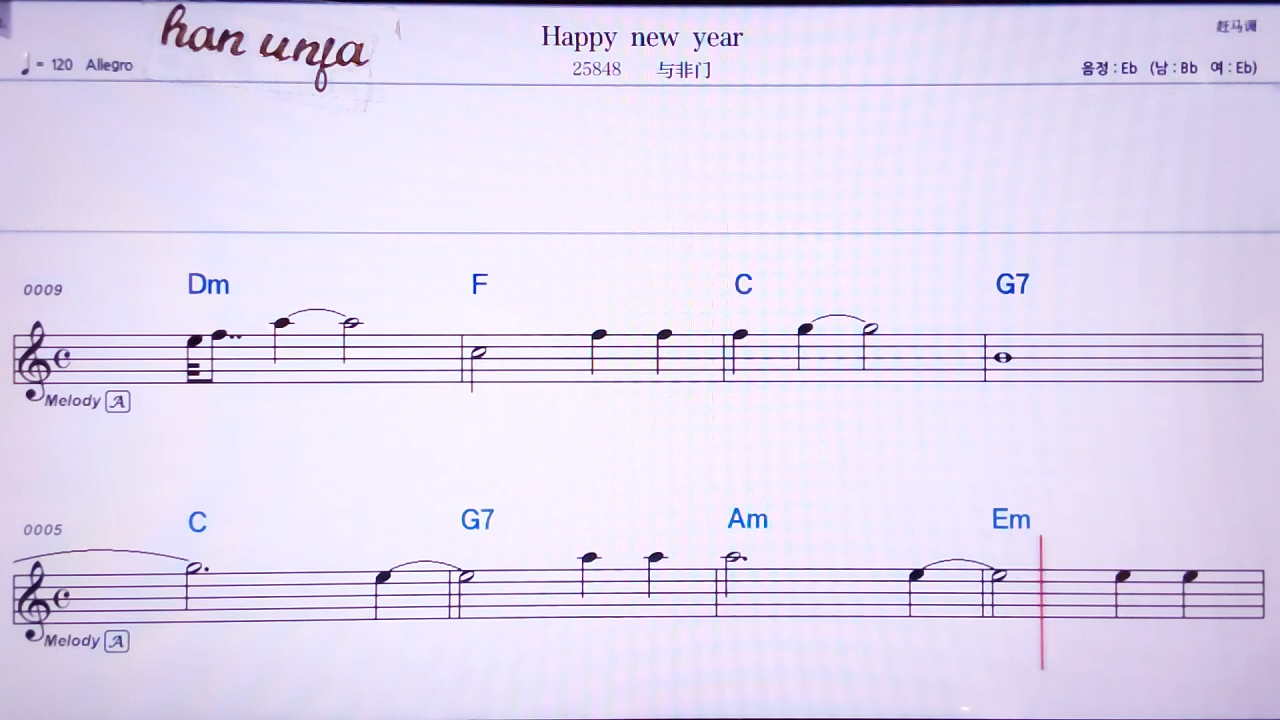 han unfa
Happy new year
赶马调
♩ = 120 Allegro
25848 与非门
음정 : Eb (남 : Bb 여 : Eb)
0009
Dm F C G7
Melody A
0005
C G7 Am Em
Melody A